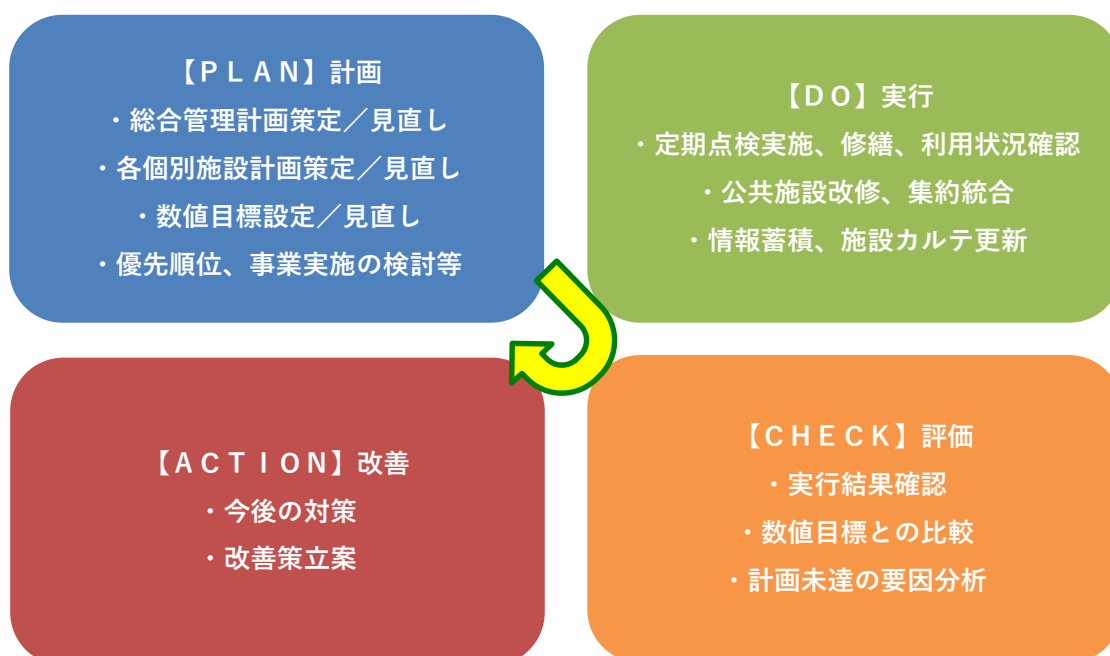 【ＰＬＡＮ】計画
・総合管理計画策定／見直し
・各個別施設計画策定／見直し
・数値目標設定／見直し
・優先順位、事業実施の検討等
【ＤＯ】実行
・定期点検実施、修繕、利用状況確認
・公共施設改修、集約統合
・情報蓄積、施設カルテ更新
【ＡＣＴＩＯＮ】改善
・今後の対策
・改善策立案
【ＣＨＥＣＫ】評価
・実行結果確認
・数値目標との比較
・計画未達の要因分析